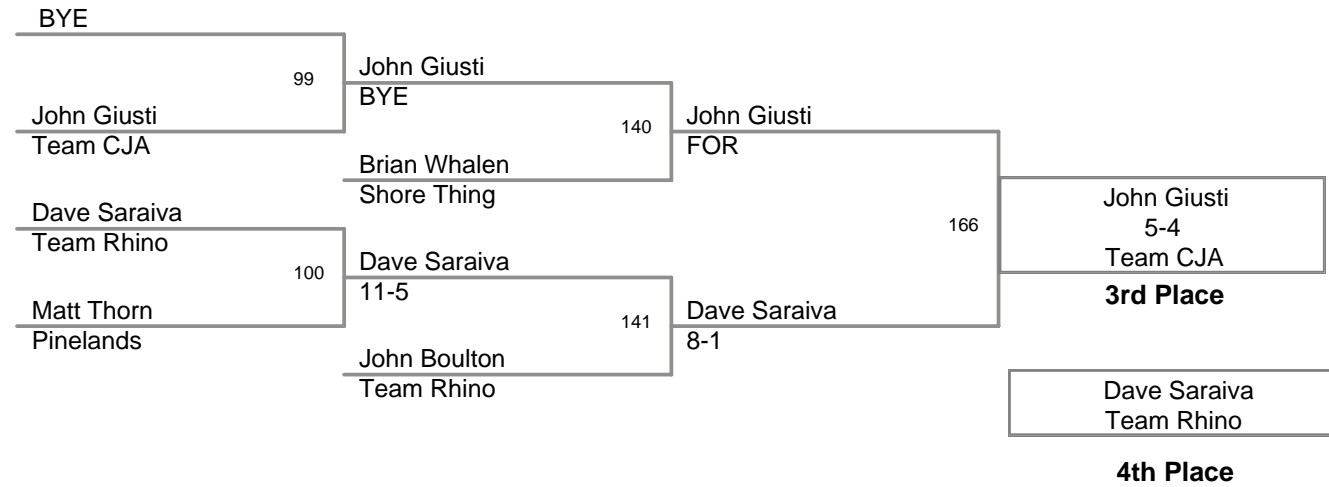 BYE
99
John Giusti
BYE
John Giusti
Team CJA
140
John Giusti
FOR
Brian Whalen
Shore Thing
Dave Saraiva
Team Rhino
100
Dave Saraiva
11-5
Matt Thorn
Pinelands
141
Dave Saraiva
8-1
John Boulton
Team Rhino
166
John Giusti
5-4
Team CJA
3rd Place
Dave Saraiva
Team Rhino
4th Place